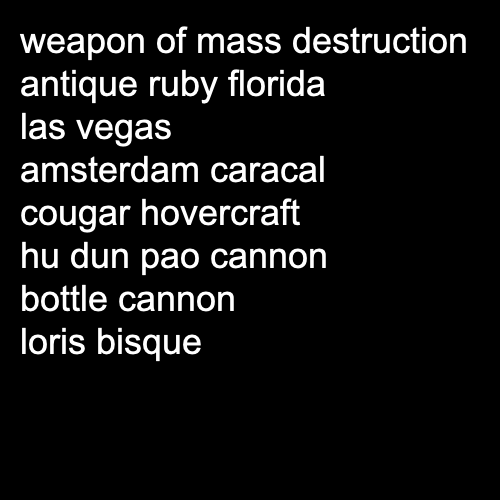 weapon of mass destruction
antique ruby florida
las vegas
amsterdam caracal
cougar hovercraft
hu dun pao cannon
bottle cannon
loris bisque